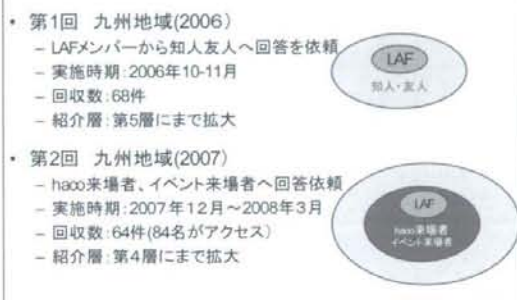 • 第1回 九州地域(2006)
– LAFメンバーから知人友人へ回答を依頼
– 実施時期:2006年10-11月
– 回収数:68件
– 紹介層:第5層にまで拡大
LAF
知人・友人
• 第2回 九州地域(2007)
– haco来場者、イベント来場者へ回答依頼
– 実施時期:2007年12月～2008年3月
– 回収数:64件(84名がアクセス)
– 紹介層:第4層にまで拡大
LAF
haco来場者
イベント来場者